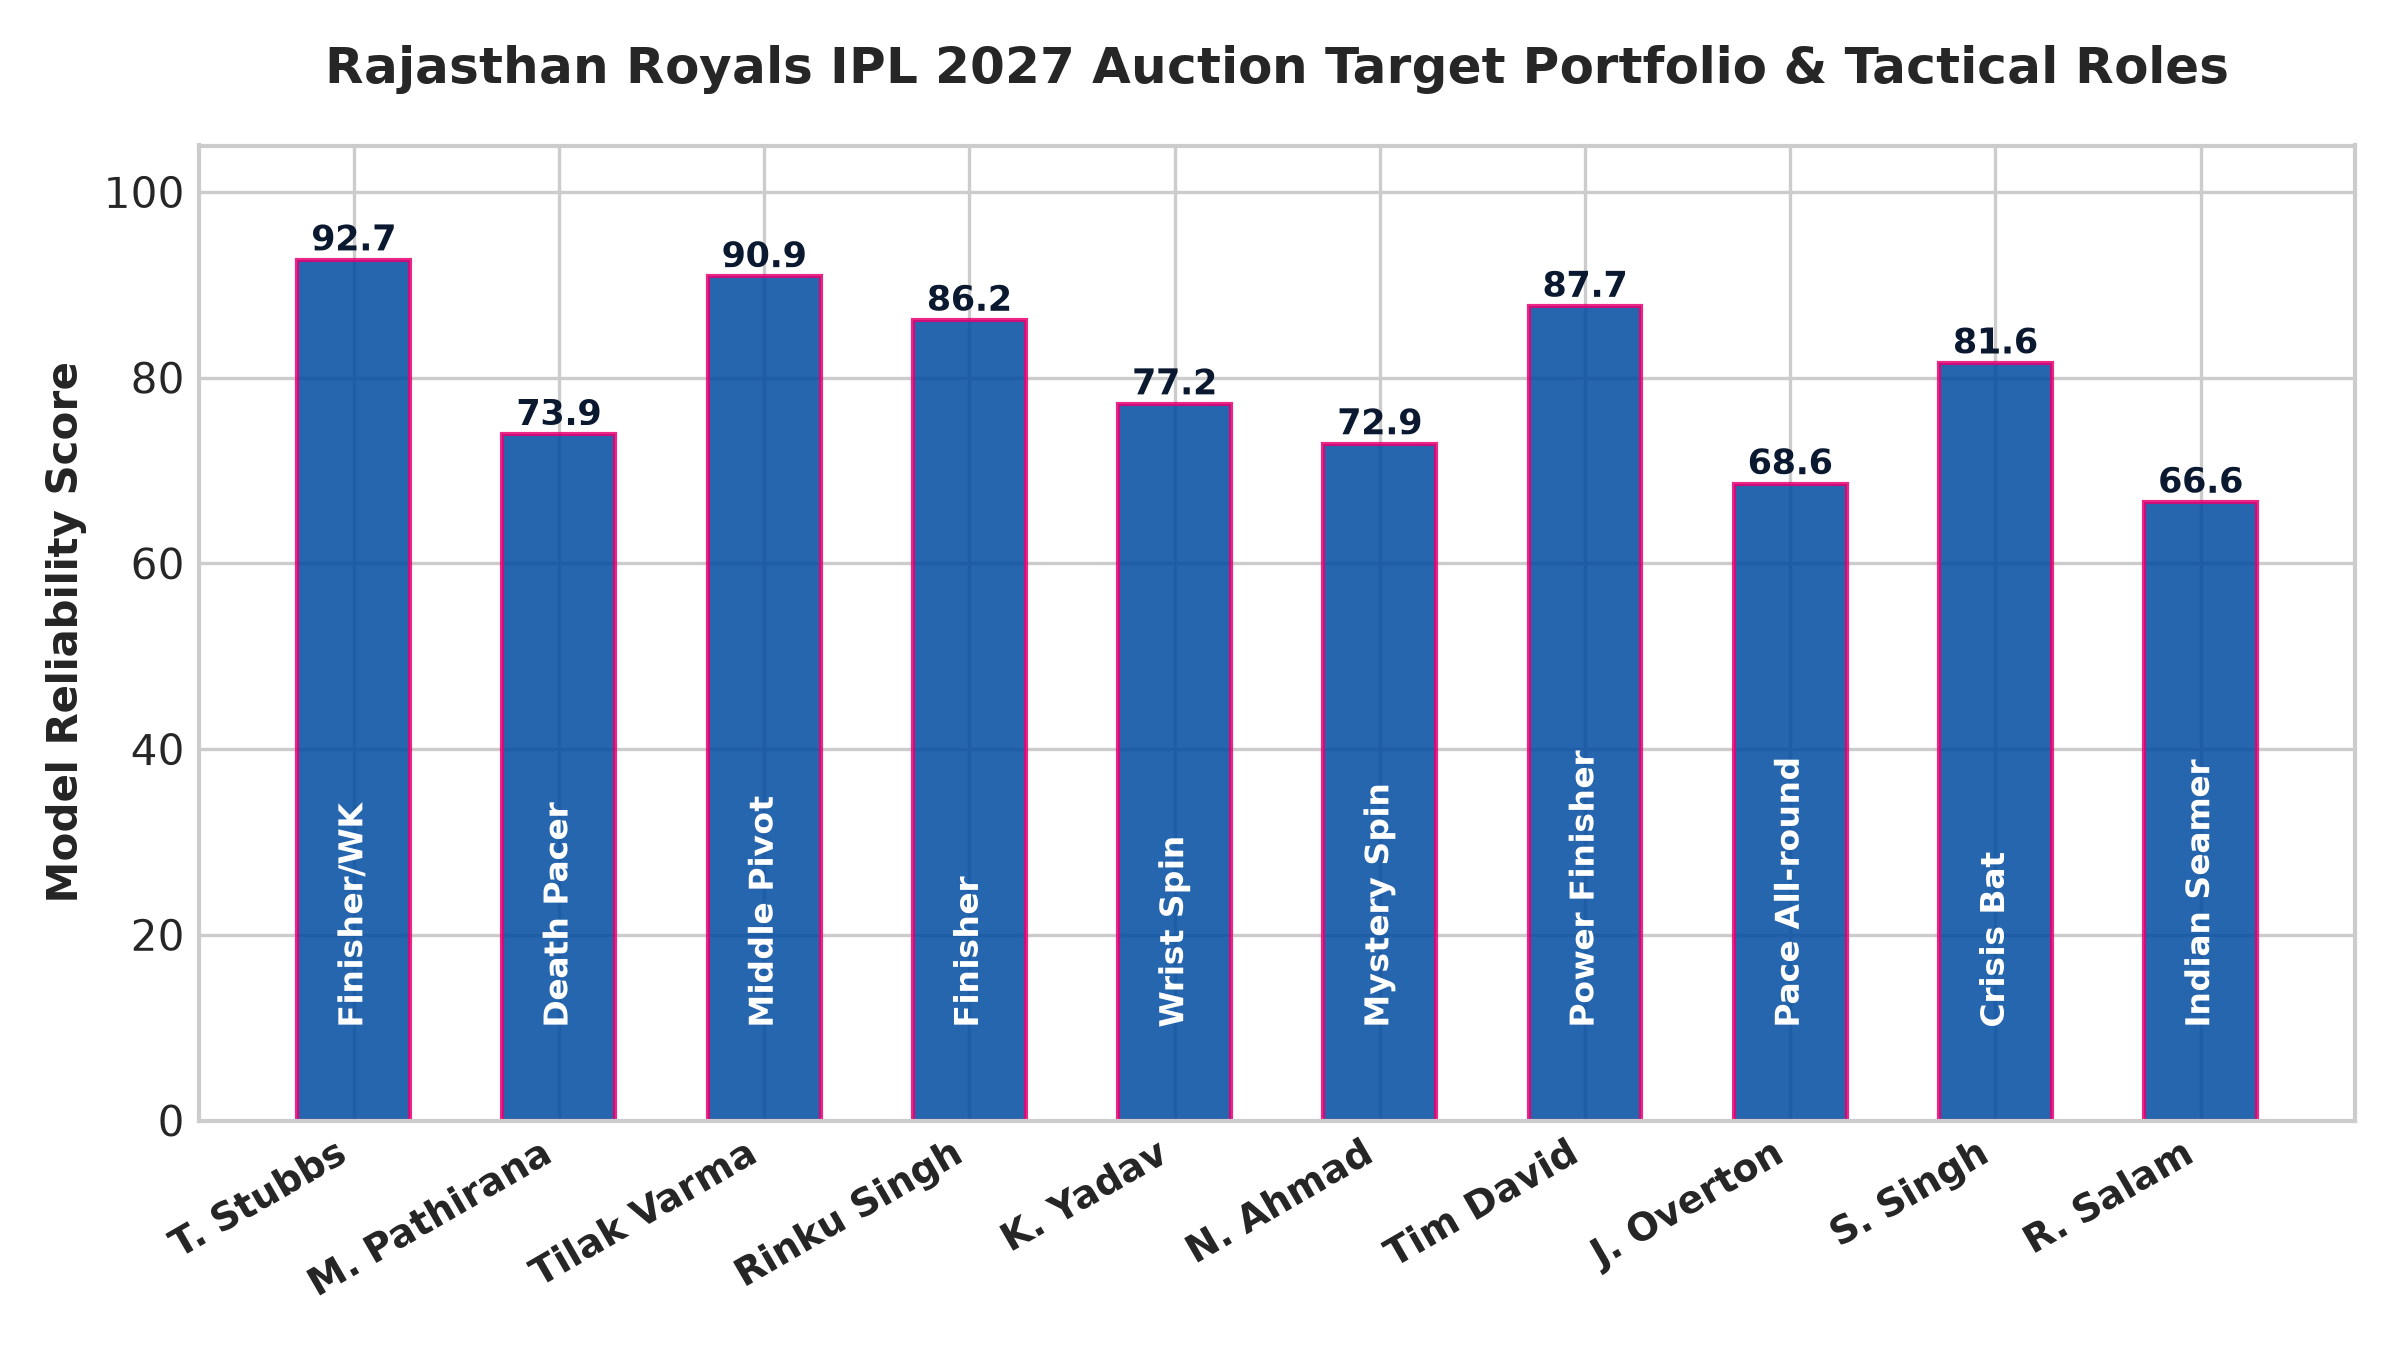 Rajasthan Royals IPL 2027 Auction Target Portfolio & Tactical Roles
Model Reliability Score
100
80
60
40
20
0
92.7
73.9
90.9
86.2
77.2
72.9
87.7
68.6
81.6
66.6
Finisher/WK
Death Pacer
Middle Pivot
Finisher
Wrist Spin
Mystery Spin
Power Finisher
Pace All-round
Crisis Bat
Indian Seamer
T. Stubbs
M. Pathirana
Tilak Varma
Rinku Singh
K. Yadav
N. Ahmad
Tim David
J. Overton
S. Singh
R. Salam